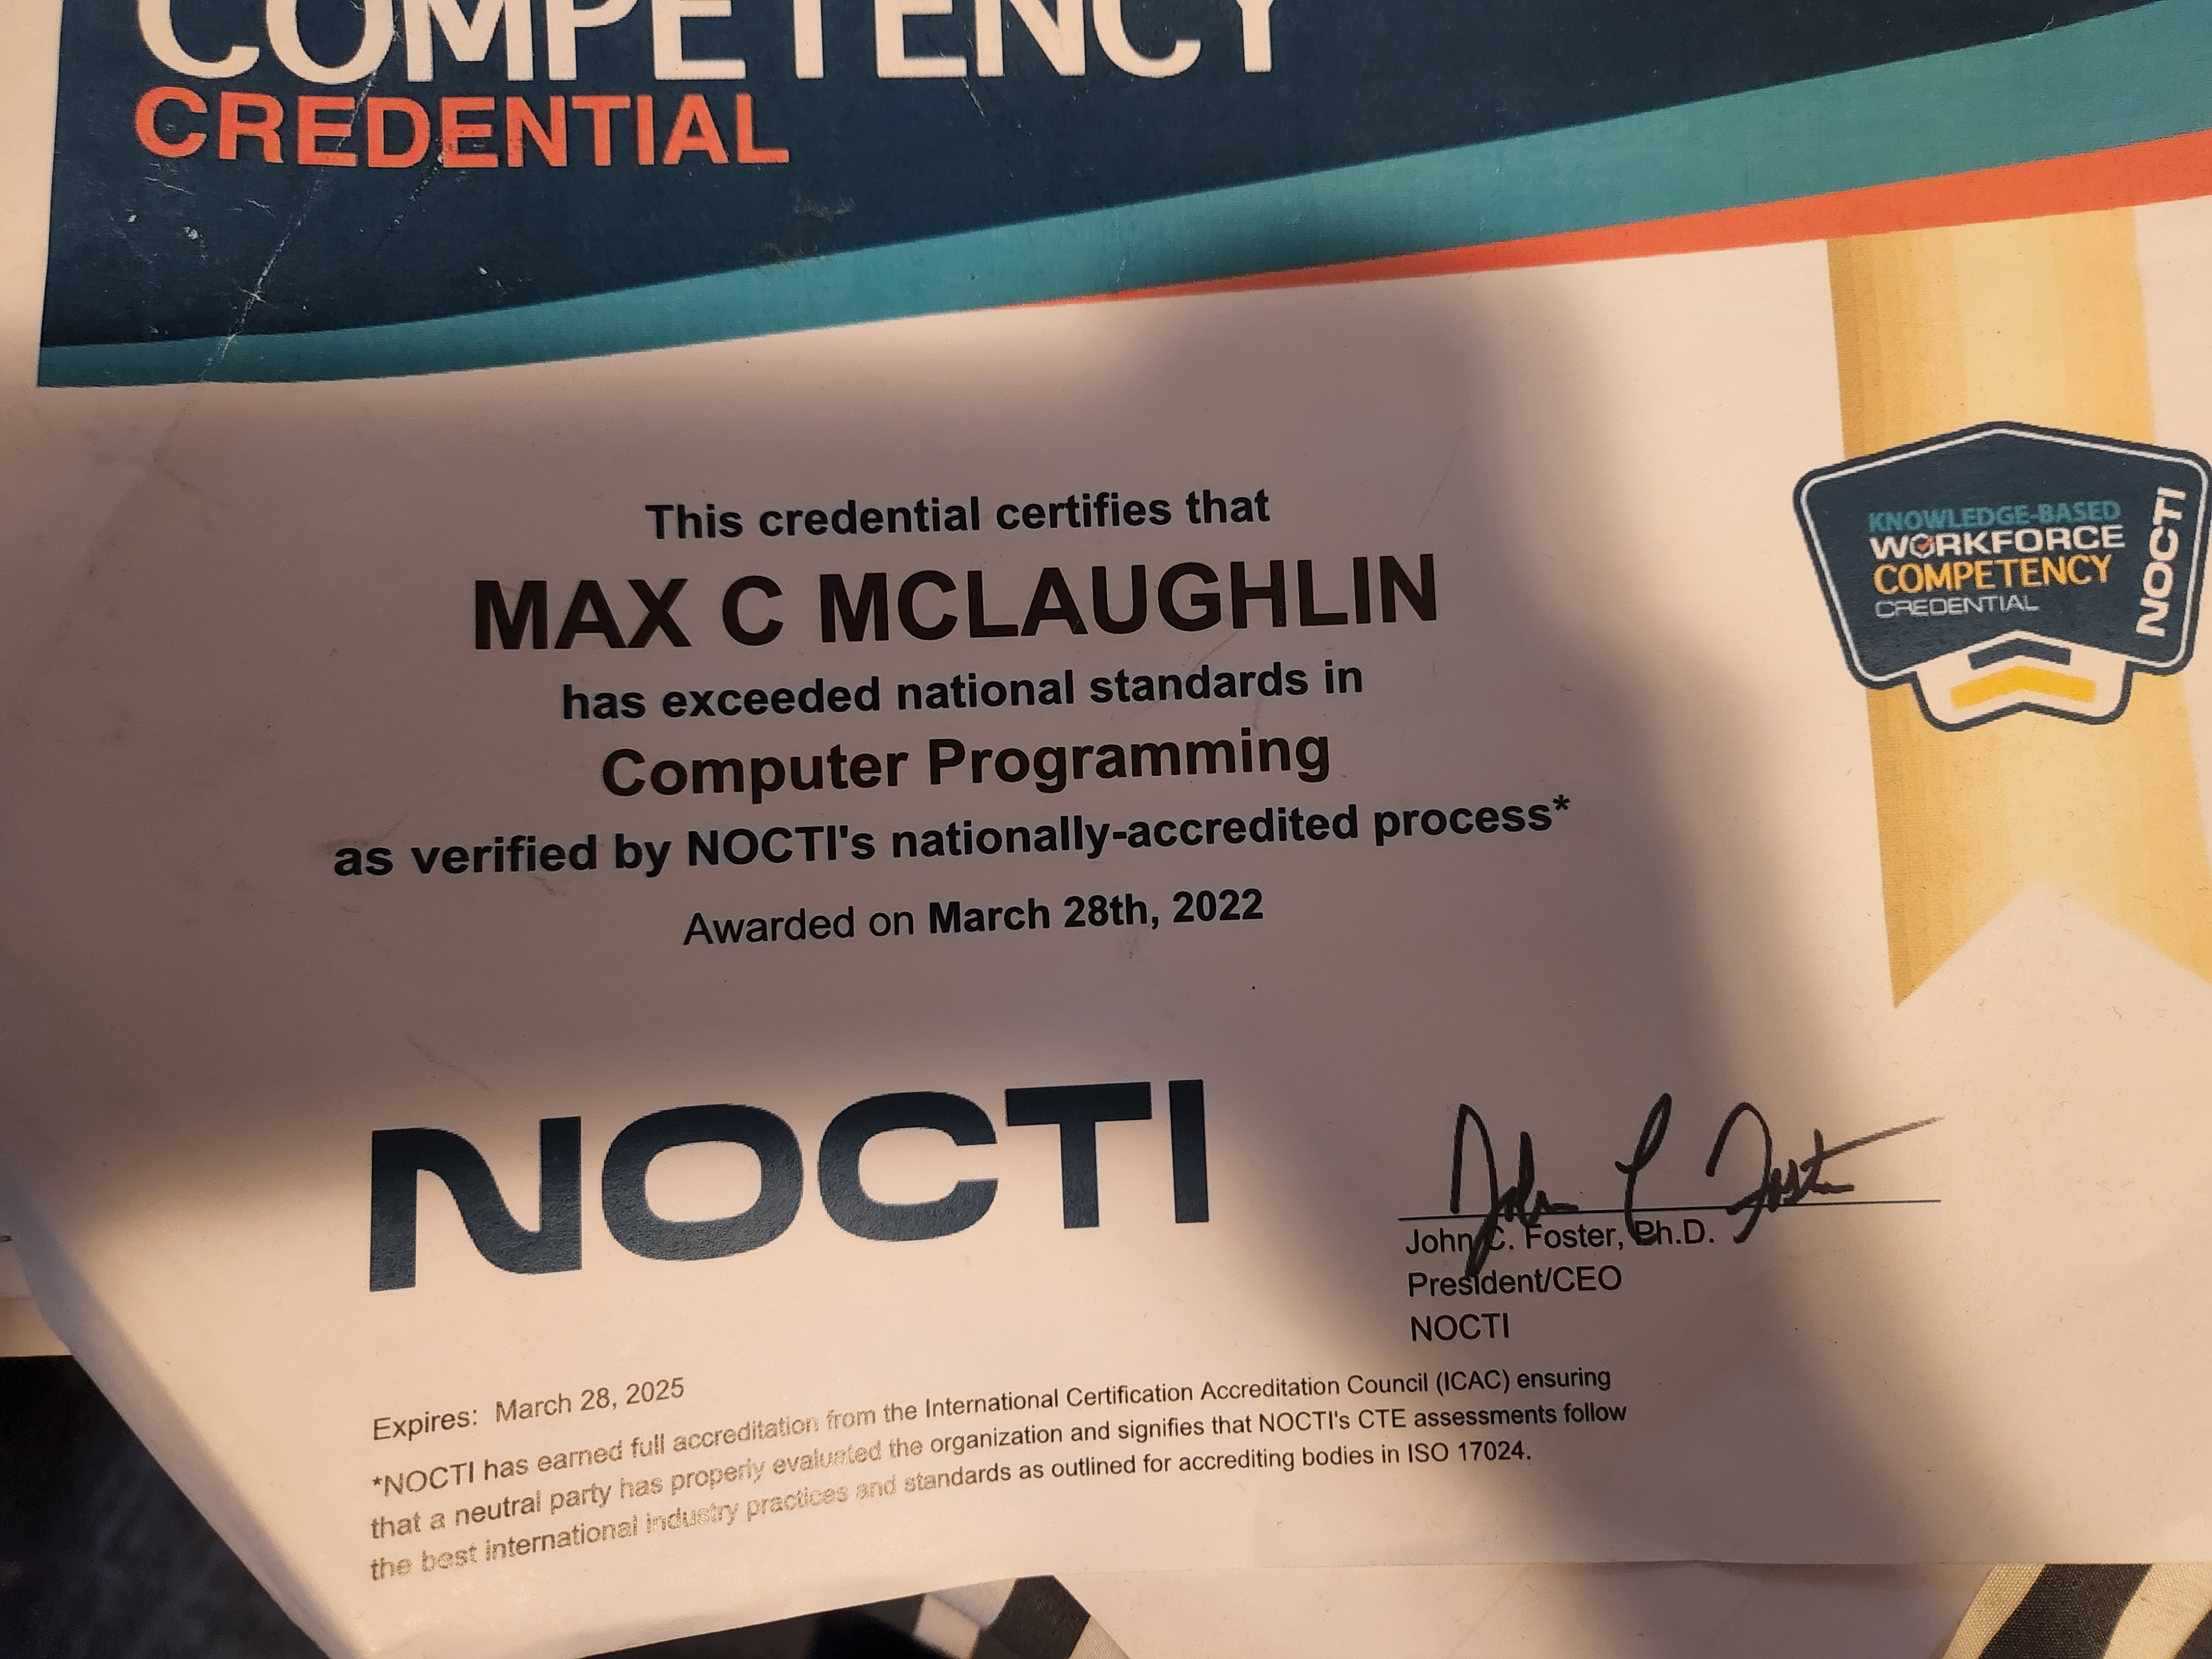 COMPETENCY
CREDENTIAL
This credential certifies that
MAX C MCLAUGHLIN
has exceeded national standards in
Computer Programming
as verified by NOCTI's nationally-accredited process*
Awarded on March 28th, 2022
KNOWLEDGE-BASED
WORKFORCE
COMPETENCY
CREDENTIAL
NOCTI
NOCTI
John C. Foster
John C. Foster, Ph.D.
President/CEO
NOCTI
Expires: March 28, 2025
*NOCTI has earned full accreditation from the International Certification Accreditation Council (ICAC) ensuring
that a neutral party has properly evaluated the organization and signifies that NOCTI's CTE assessments follow
the best international industry practices and standards as outlined for accrediting bodies in ISO 17024.